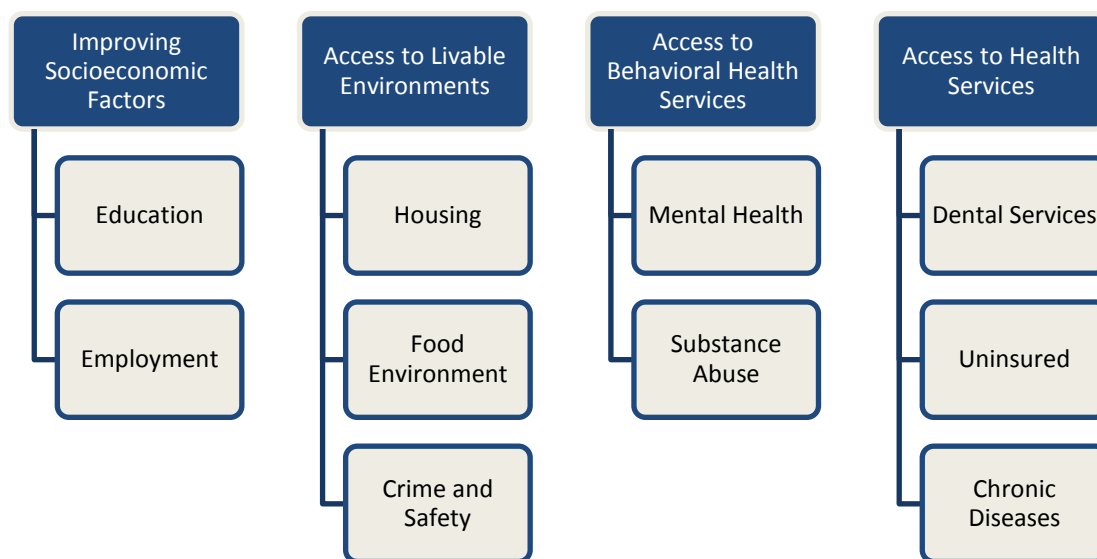 Improving
Socioeconomic
Factors
Education
Employment
Access to Livable
Environments
Housing
Food
Environment
Crime and
Safety
Access to
Behavioral Health
Services
Mental Health
Substance
Abuse
Access to Health
Services
Dental Services
Uninsured
Chronic
Diseases